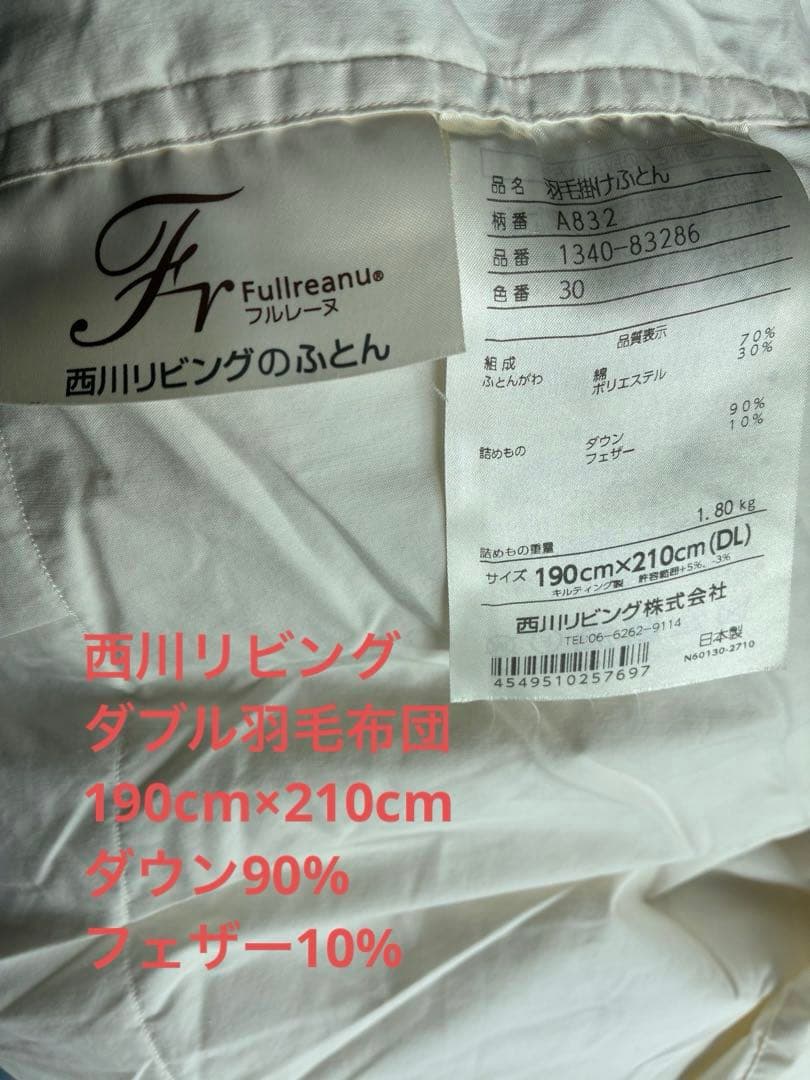 Fr Fullreanu®
フルレーヌ
西川リビングのふとん
品名 羽毛掛けふとん
柄番 A832
品番 1340-83286
色番 30
品質表示
組成
ふとんがわ 綿 70%
ポリエステル 30%
詰めもの ダウン 90%
フェザー 10%
詰めもの重量 1.80 kg
サイズ 190cm×210cm(DL)
キルティング製 許容範囲+5%、-3%
西川リビング株式会社
TEL:06-6262-9114
日本製
N60130-2710
4549510257697
西川リビング
ダブル羽毛布団
190cm×210cm
ダウン90%
フェザー10%